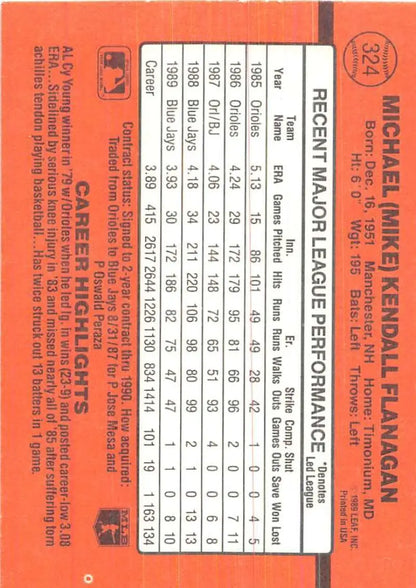 324
MICHAEL (MIKE) KENDALL FLANAGAN
© 1989 LEAF, INC.
Printed in USA
Born: Dec. 16, 1951 Manchester, NH Home: Timonium, MD
Ht: 6' 0" Wgt: 195 Bats: Left Throws: Left
RECENT MAJOR LEAGUE PERFORMANCE *Denotes Led League
Team Inn. Er. Strike Comp. Shut
Year Name ERA Games Pitched Hits Runs Runs Walks Outs Games Outs Save Won Lost
1985 Orioles 5.13 15 86 101 49 49 28 42 1 0 0 4 5
1986 Orioles 4.24 29 172 179 95 81 66 96 2 0 0 7 11
1987 Ori/BJ 4.06 23 144 148 72 65 51 93 4 0 0 6 8
1988 Blue Jays 4.18 34 211 220 106 98 80 99 2 1 0 13 13
1989 Blue Jays 3.93 30 172 186 82 75 47 47 1 0 0 8 10
Career 3.89 415 2617 2644 1226 1130 834 1414 101 19 1 163 134
Contract status: Signed to 2-year contract thru 1990. How acquired:
Traded from Orioles to Blue Jays 8/31/87 for P Jose Mesa and
P Oswald Peraza
MLB
CAREER HIGHLIGHTS
AL Cy Young winner in '79 w/Orioles when he led lg. in wins (23-9) and posted career-low 3.08
ERA...Sidelined by serious knee injury in '83 and missed nearly all of '85 after suffering torn
achilles tendon playing basketball...Has twice struck out 13 batters in 1 game.